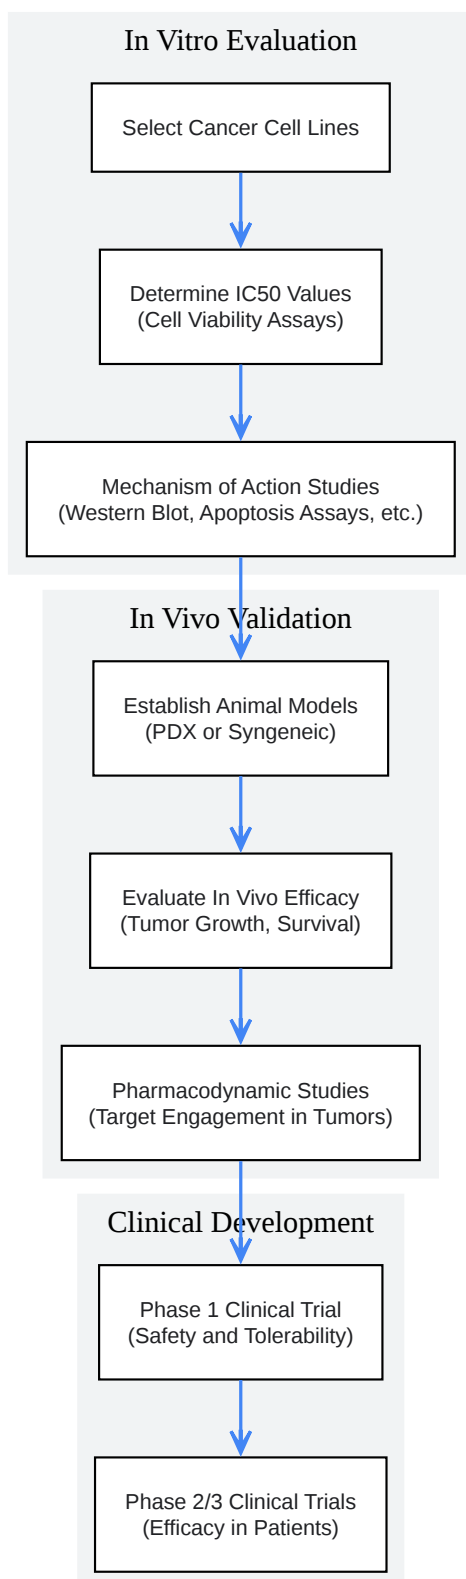 In Vitro Evaluation
Select Cancer Cell Lines
Determine IC50 Values
(Cell Viability Assays)
Mechanism of Action Studies
(Western Blot, Apoptosis Assays, etc.)
In Vivo Validation
Establish Animal Models
(PDX or Syngeneic)
Evaluate In Vivo Efficacy
(Tumor Growth, Survival)
Pharmacodynamic Studies
(Target Engagement in Tumors)
Clinical Development
Phase 1 Clinical Trial
(Safety and Tolerability)
Phase 2/3 Clinical Trials
(Efficacy in Patients)